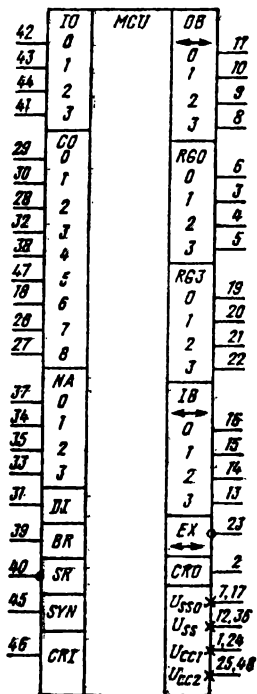 IO
42 0
43 1
44 2
41 3
CO
29 0
30 1
28 2
32 3
38 4
47 5
18 6
26 7
27 8
NA
37 0
34 1
35 2
33 3
31 DI
39 BR
40 SR
45 SYN
46 CRI
MCU
DB
0 11
1 10
2 9
3 8
RG0
0 6
1 3
2 4
3 5
RG3
0 19
1 20
2 21
3 22
IB
0 16
1 15
2 14
3 13
EX 23
CRO 2
USS0 7,17
USS 12,36
UCC1 1,24
UCC2 25,48